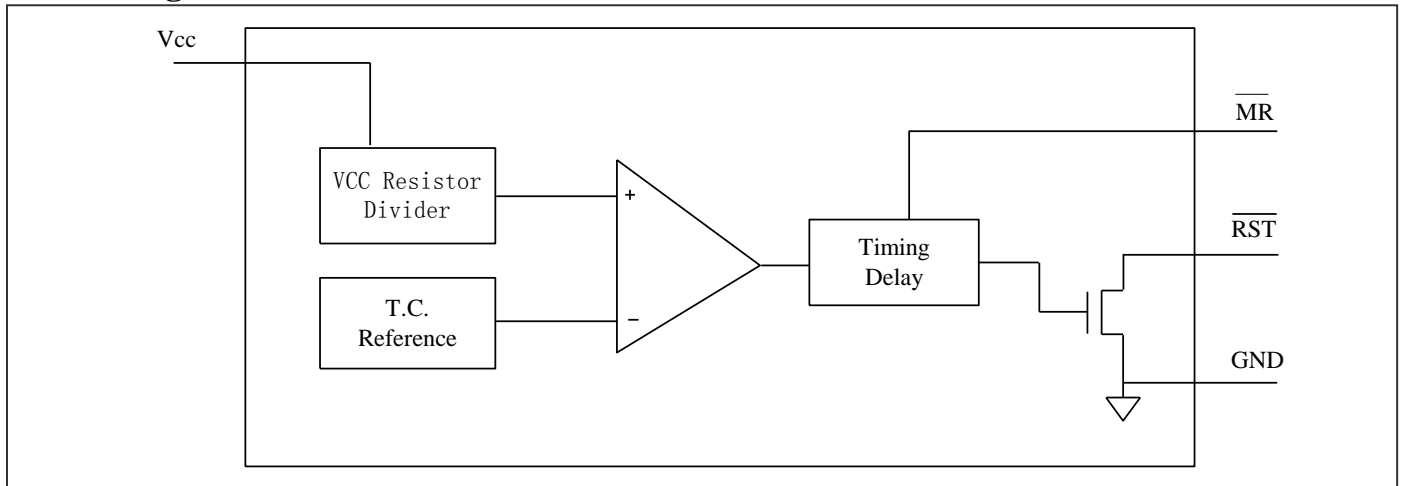 Vcc
MR
VCC Resistor
Divider
+
RST
Timing
Delay
T.C.
Reference
−
GND